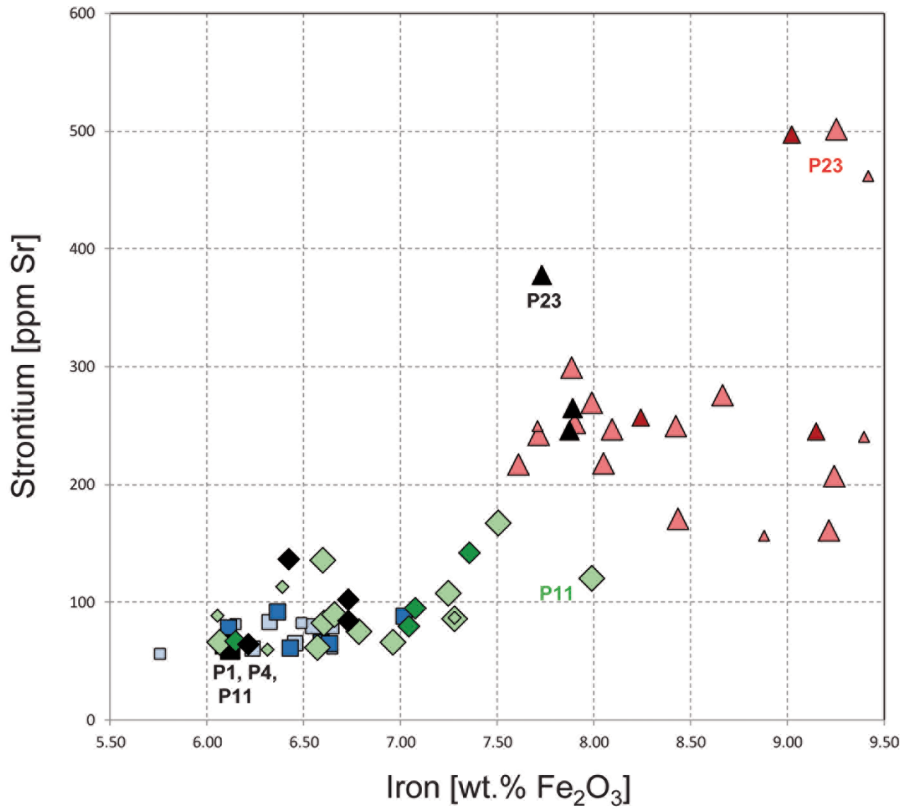 600
500
400
300
200
100
0
Strontium [ppm Sr]
P23
P23
P11
P1, P4,
P11
5.50 6.00 6.50 7.00 7.50 8.00 8.50 9.00 9.50
Iron [wt.% Fe₂O₃]